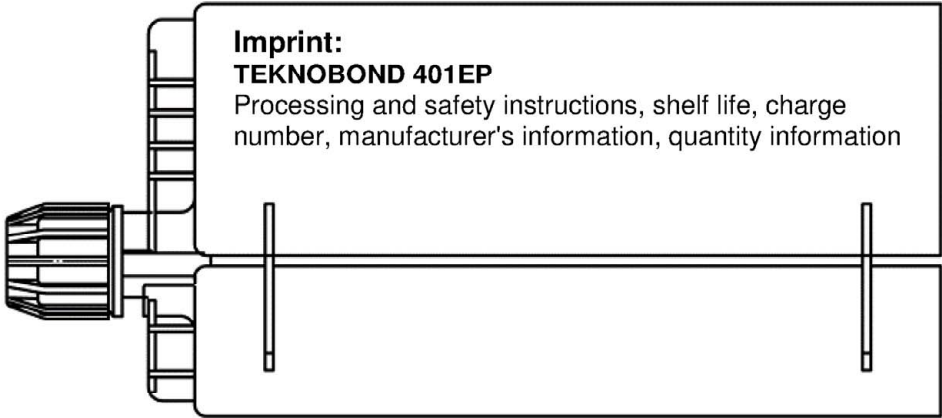 Imprint:
TEKNOBOND 401EP
Processing and safety instructions, shelf life, charge
number, manufacturer's information, quantity information